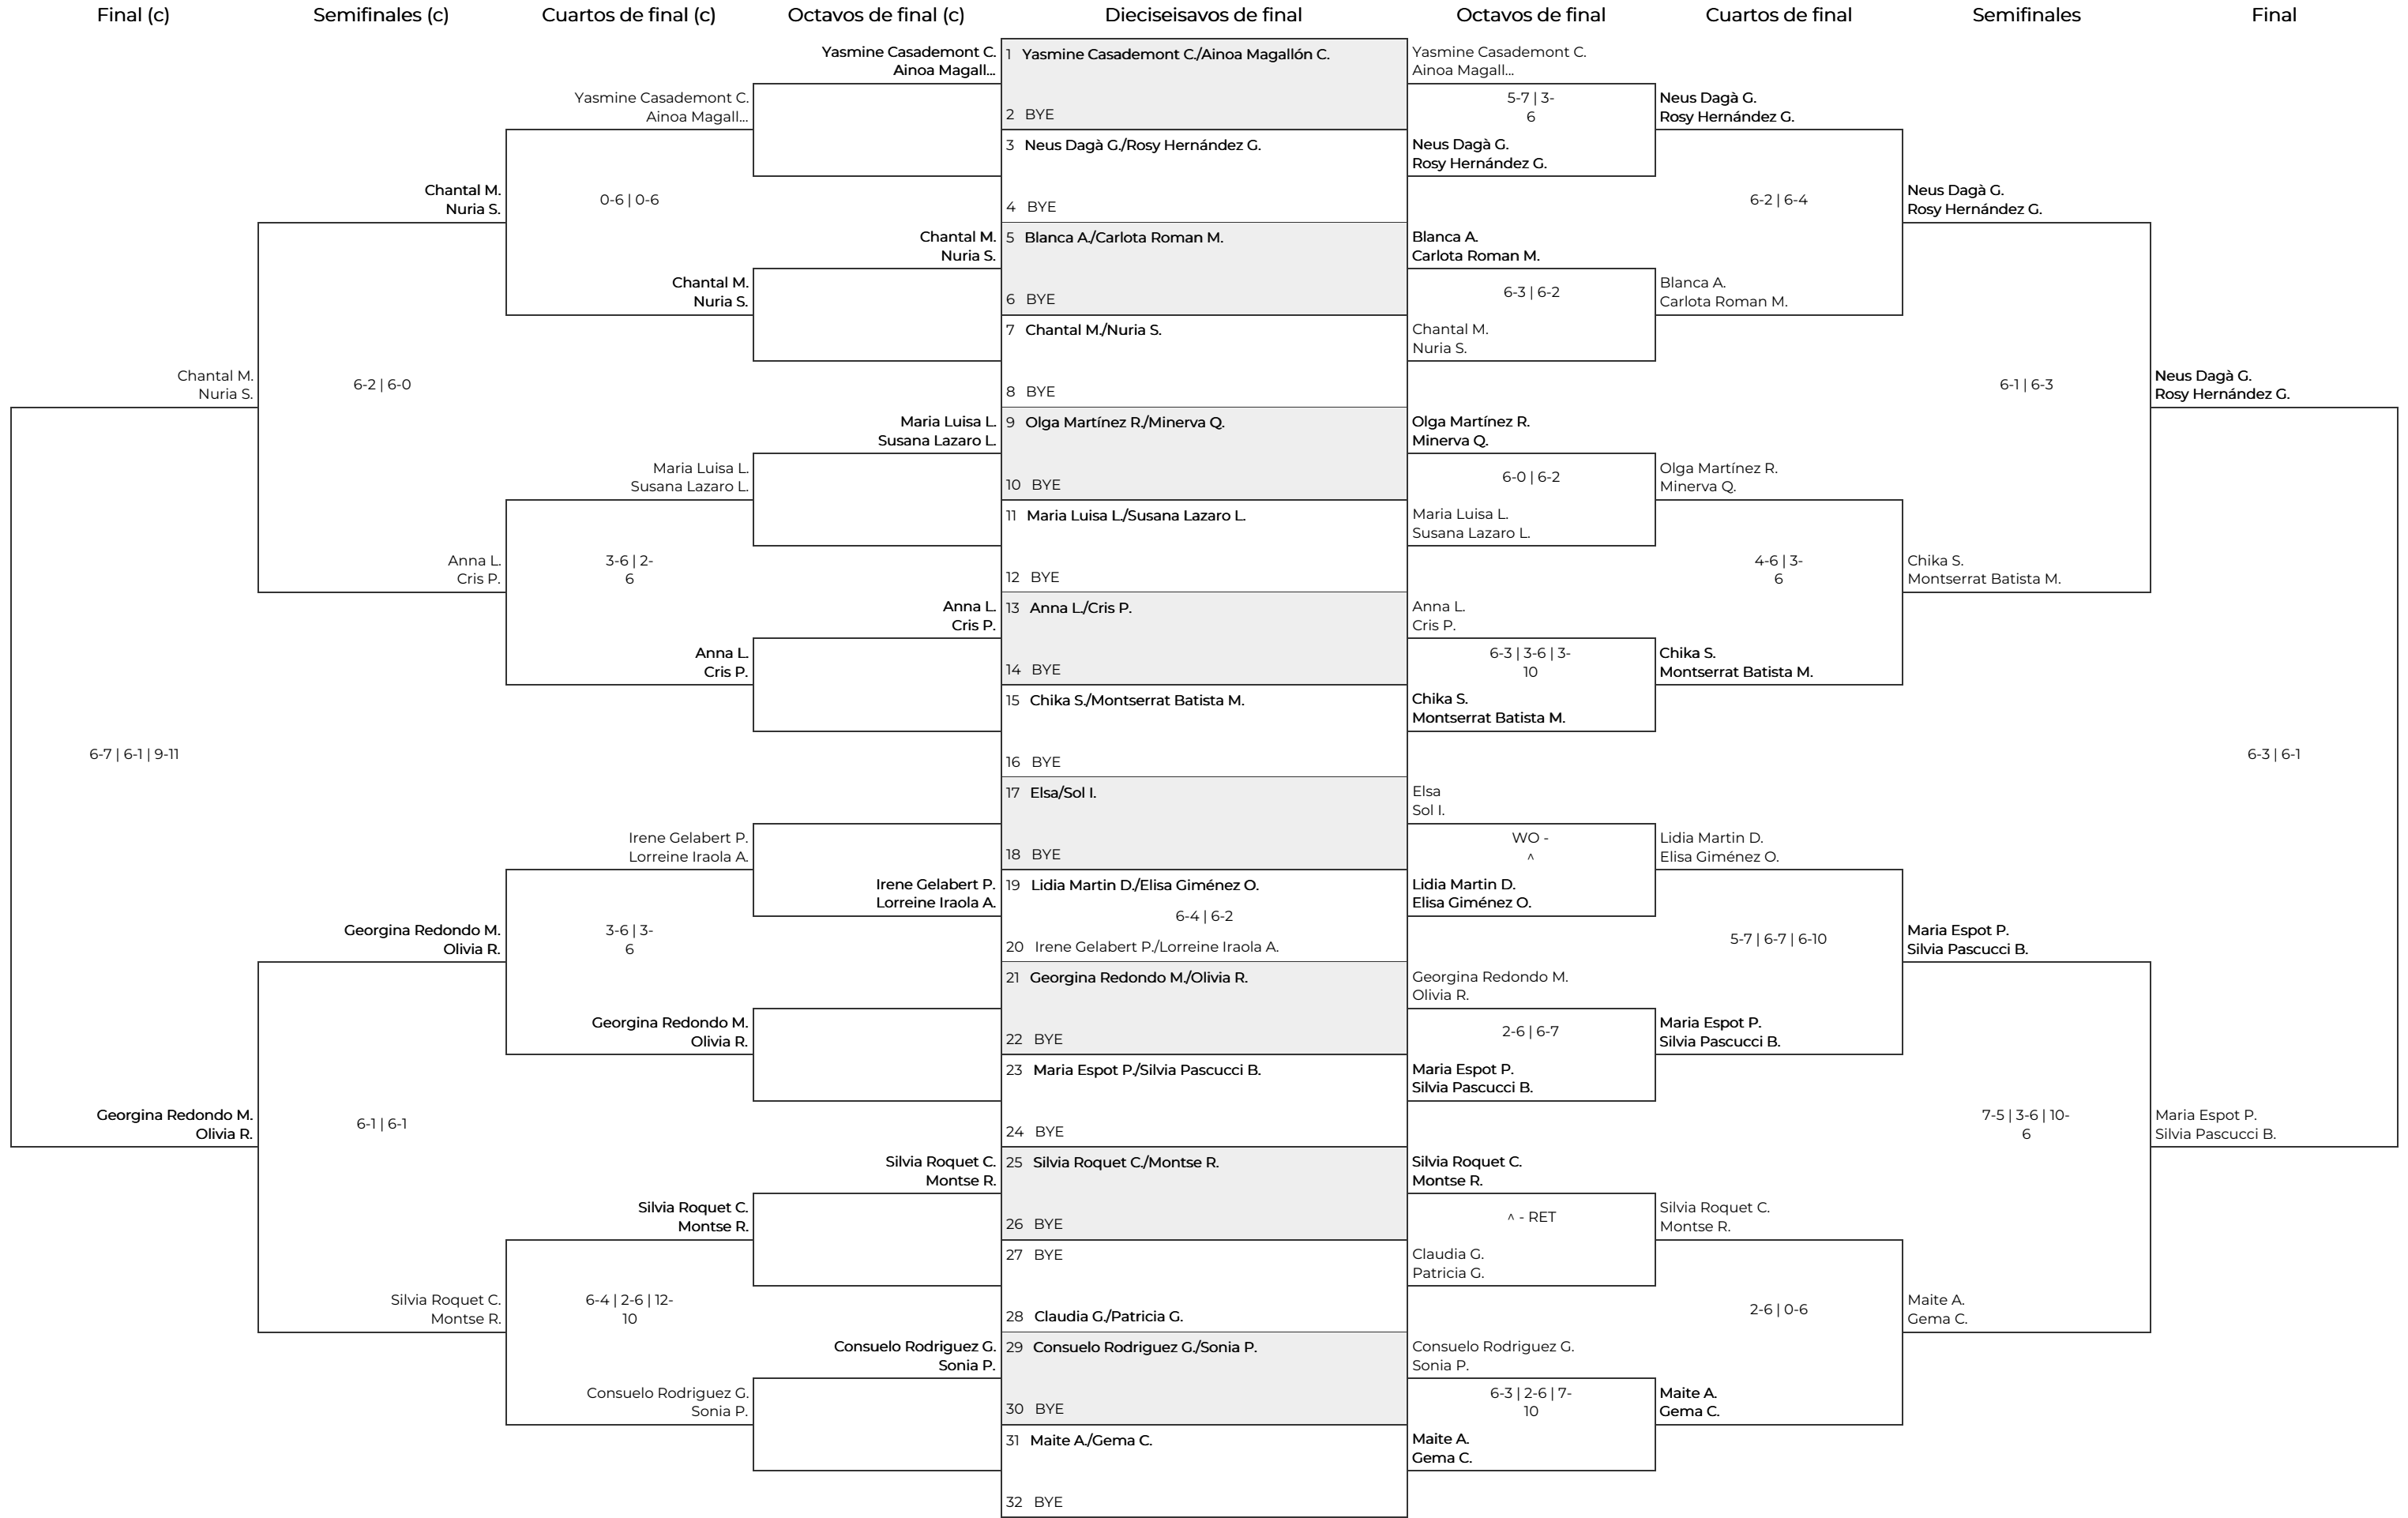 Final (c)
Semifinales (c)
Cuartos de final (c)
Octavos de final (c)
Dieciseisavos de final
Octavos de final
Cuartos de final
Semifinales
Final
Chantal M.
Nuria S.
6-7 | 6-1 | 9-11
Georgina Redondo M.
Olivia R.
Chantal M.
Nuria S.
6-2 | 6-0
Anna L.
Cris P.
Georgina Redondo M.
Olivia R.
6-1 | 6-1
Silvia Roquet C.
Montse R.
Yasmine Casademont C.
Ainoa Magall...
0-6 | 0-6
Chantal M.
Nuria S.
Maria Luisa L.
Susana Lazaro L.
3-6 | 2-
6
Anna L.
Cris P.
Irene Gelabert P.
Lorreine Iraola A.
3-6 | 3-
6
Georgina Redondo M.
Olivia R.
Silvia Roquet C.
Montse R.
6-4 | 2-6 | 12-
10
Consuelo Rodriguez G.
Sonia P.
Yasmine Casademont C.
Ainoa Magall...
Chantal M.
Nuria S.
Maria Luisa L.
Susana Lazaro L.
Anna L.
Cris P.
Irene Gelabert P.
Lorreine Iraola A.
Silvia Roquet C.
Montse R.
Consuelo Rodriguez G.
Sonia P.
1 Yasmine Casademont C./Ainoa Magallón C.
2 BYE
3 Neus Dagà G./Rosy Hernández G.
4 BYE
5 Blanca A./Carlota Roman M.
6 BYE
7 Chantal M./Nuria S.
8 BYE
9 Olga Martínez R./Minerva Q.
10 BYE
11 Maria Luisa L./Susana Lazaro L.
12 BYE
13 Anna L./Cris P.
14 BYE
15 Chika S./Montserrat Batista M.
16 BYE
17 Elsa/Sol I.
18 BYE
19 Lidia Martin D./Elisa Giménez O.
6-4 | 6-2
20 Irene Gelabert P./Lorreine Iraola A.
21 Georgina Redondo M./Olivia R.
22 BYE
23 Maria Espot P./Silvia Pascucci B.
24 BYE
25 Silvia Roquet C./Montse R.
26 BYE
27 BYE
28 Claudia G./Patricia G.
29 Consuelo Rodriguez G./Sonia P.
30 BYE
31 Maite A./Gema C.
32 BYE
Yasmine Casademont C.
Ainoa Magall...
5-7 | 3-
6
Neus Dagà G.
Rosy Hernández G.
Blanca A.
Carlota Roman M.
6-3 | 6-2
Chantal M.
Nuria S.
Olga Martínez R.
Minerva Q.
6-0 | 6-2
Maria Luisa L.
Susana Lazaro L.
Anna L.
Cris P.
6-3 | 3-6 | 3-
10
Chika S.
Montserrat Batista M.
Elsa
Sol I.
WO -
^
Lidia Martin D.
Elisa Giménez O.
Georgina Redondo M.
Olivia R.
2-6 | 6-7
Maria Espot P.
Silvia Pascucci B.
Silvia Roquet C.
Montse R.
^ - RET
Claudia G.
Patricia G.
Consuelo Rodriguez G.
Sonia P.
6-3 | 2-6 | 7-
10
Maite A.
Gema C.
Neus Dagà G.
Rosy Hernández G.
6-2 | 6-4
Blanca A.
Carlota Roman M.
Olga Martínez R.
Minerva Q.
4-6 | 3-
6
Chika S.
Montserrat Batista M.
Lidia Martin D.
Elisa Giménez O.
5-7 | 6-7 | 6-10
Maria Espot P.
Silvia Pascucci B.
Silvia Roquet C.
Montse R.
2-6 | 0-6
Maite A.
Gema C.
Neus Dagà G.
Rosy Hernández G.
6-1 | 6-3
Chika S.
Montserrat Batista M.
Maria Espot P.
Silvia Pascucci B.
7-5 | 3-6 | 10-
6
Maite A.
Gema C.
Neus Dagà G.
Rosy Hernández G.
6-3 | 6-1
Maria Espot P.
Silvia Pascucci B.